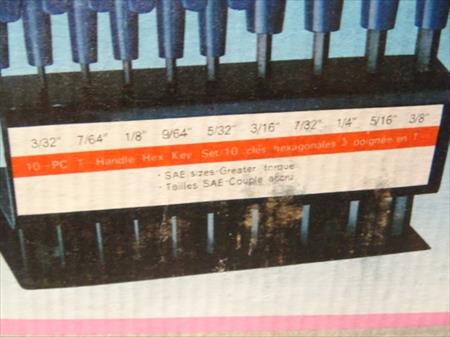 3/32" 7/64" 1/8" 9/64" 5/32" 3/16" 7/32" 1/4" 5/16" 3/8"
10-PC T-Handle Hex Key Set/10 clés hexagonales à poignée en T
- SAE sizes-Greater torque
- Tailles SAE-Couple accru